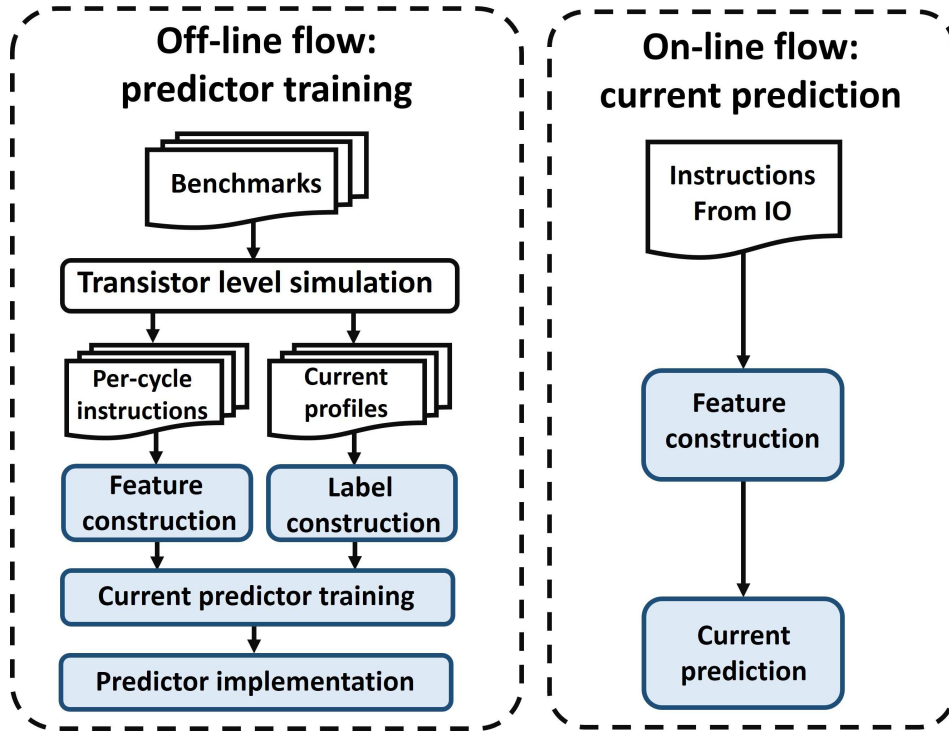 Off-line flow:
predictor training
Benchmarks
Transistor level simulation
Per-cycle
instructions
Current
profiles
Feature
construction
Label
construction
Current predictor training
Predictor implementation
On-line flow:
current prediction
Instructions
From IO
Feature
construction
Current
prediction